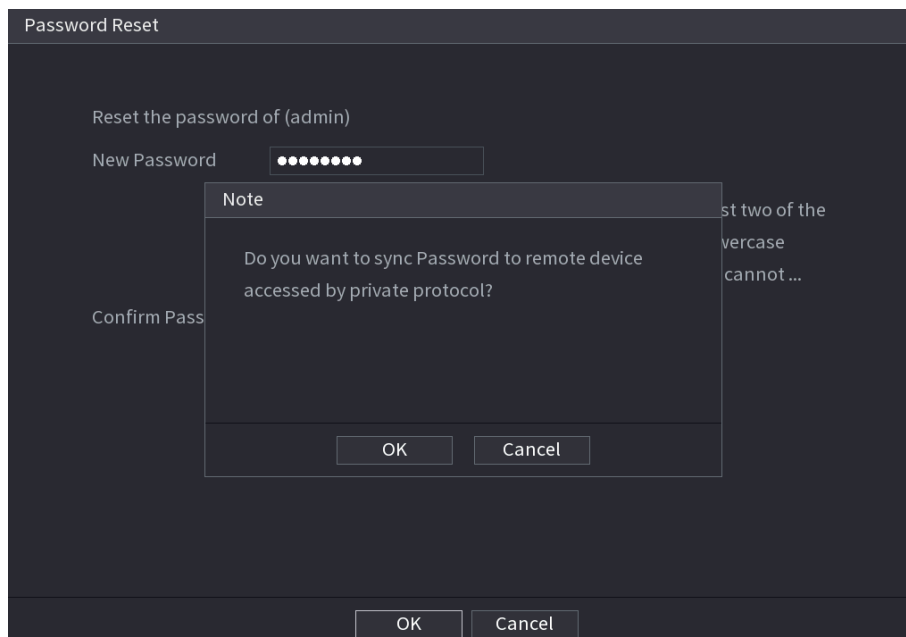 Password Reset
Reset the password of (admin)
New Password ●●●●●●●●
Note
st two of the
Do you want to sync Password to remote device
accessed by private protocol?
cannot ...
Confirm Pass
OK Cancel
OK Cancel